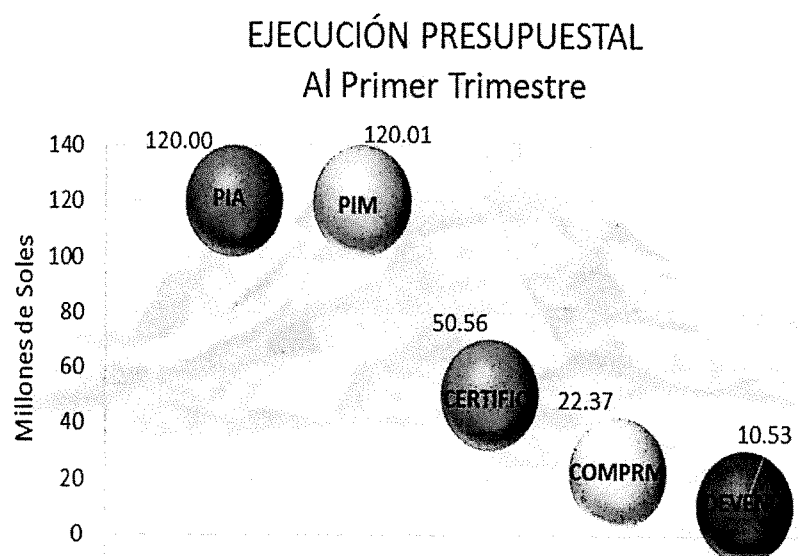 EJECUCIÓN PRESUPUESTAL
Al Primer Trimestre
Millones de Soles
140
120
100
80
60
40
20
0
120.00
PIA
120.01
PIM
50.56
CERTIFIC
22.37
COMPRM
10.53
DEVEN